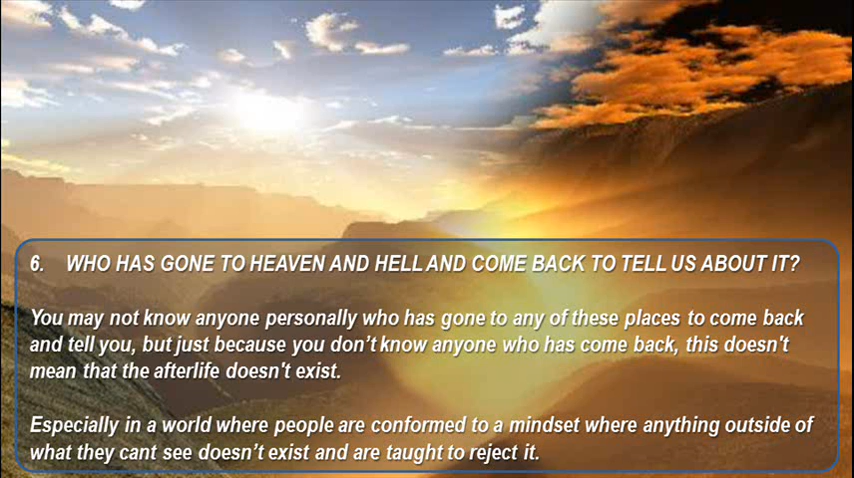 6. WHO HAS GONE TO HEAVEN AND HELL AND COME BACK TO TELL US ABOUT IT?
You may not know anyone personally who has gone to any of these places to come back
and tell you, but just because you don’t know anyone who has come back, this doesn't
mean that the afterlife doesn't exist.
Especially in a world where people are conformed to a mindset where anything outside of
what they cant see doesn’t exist and are taught to reject it.